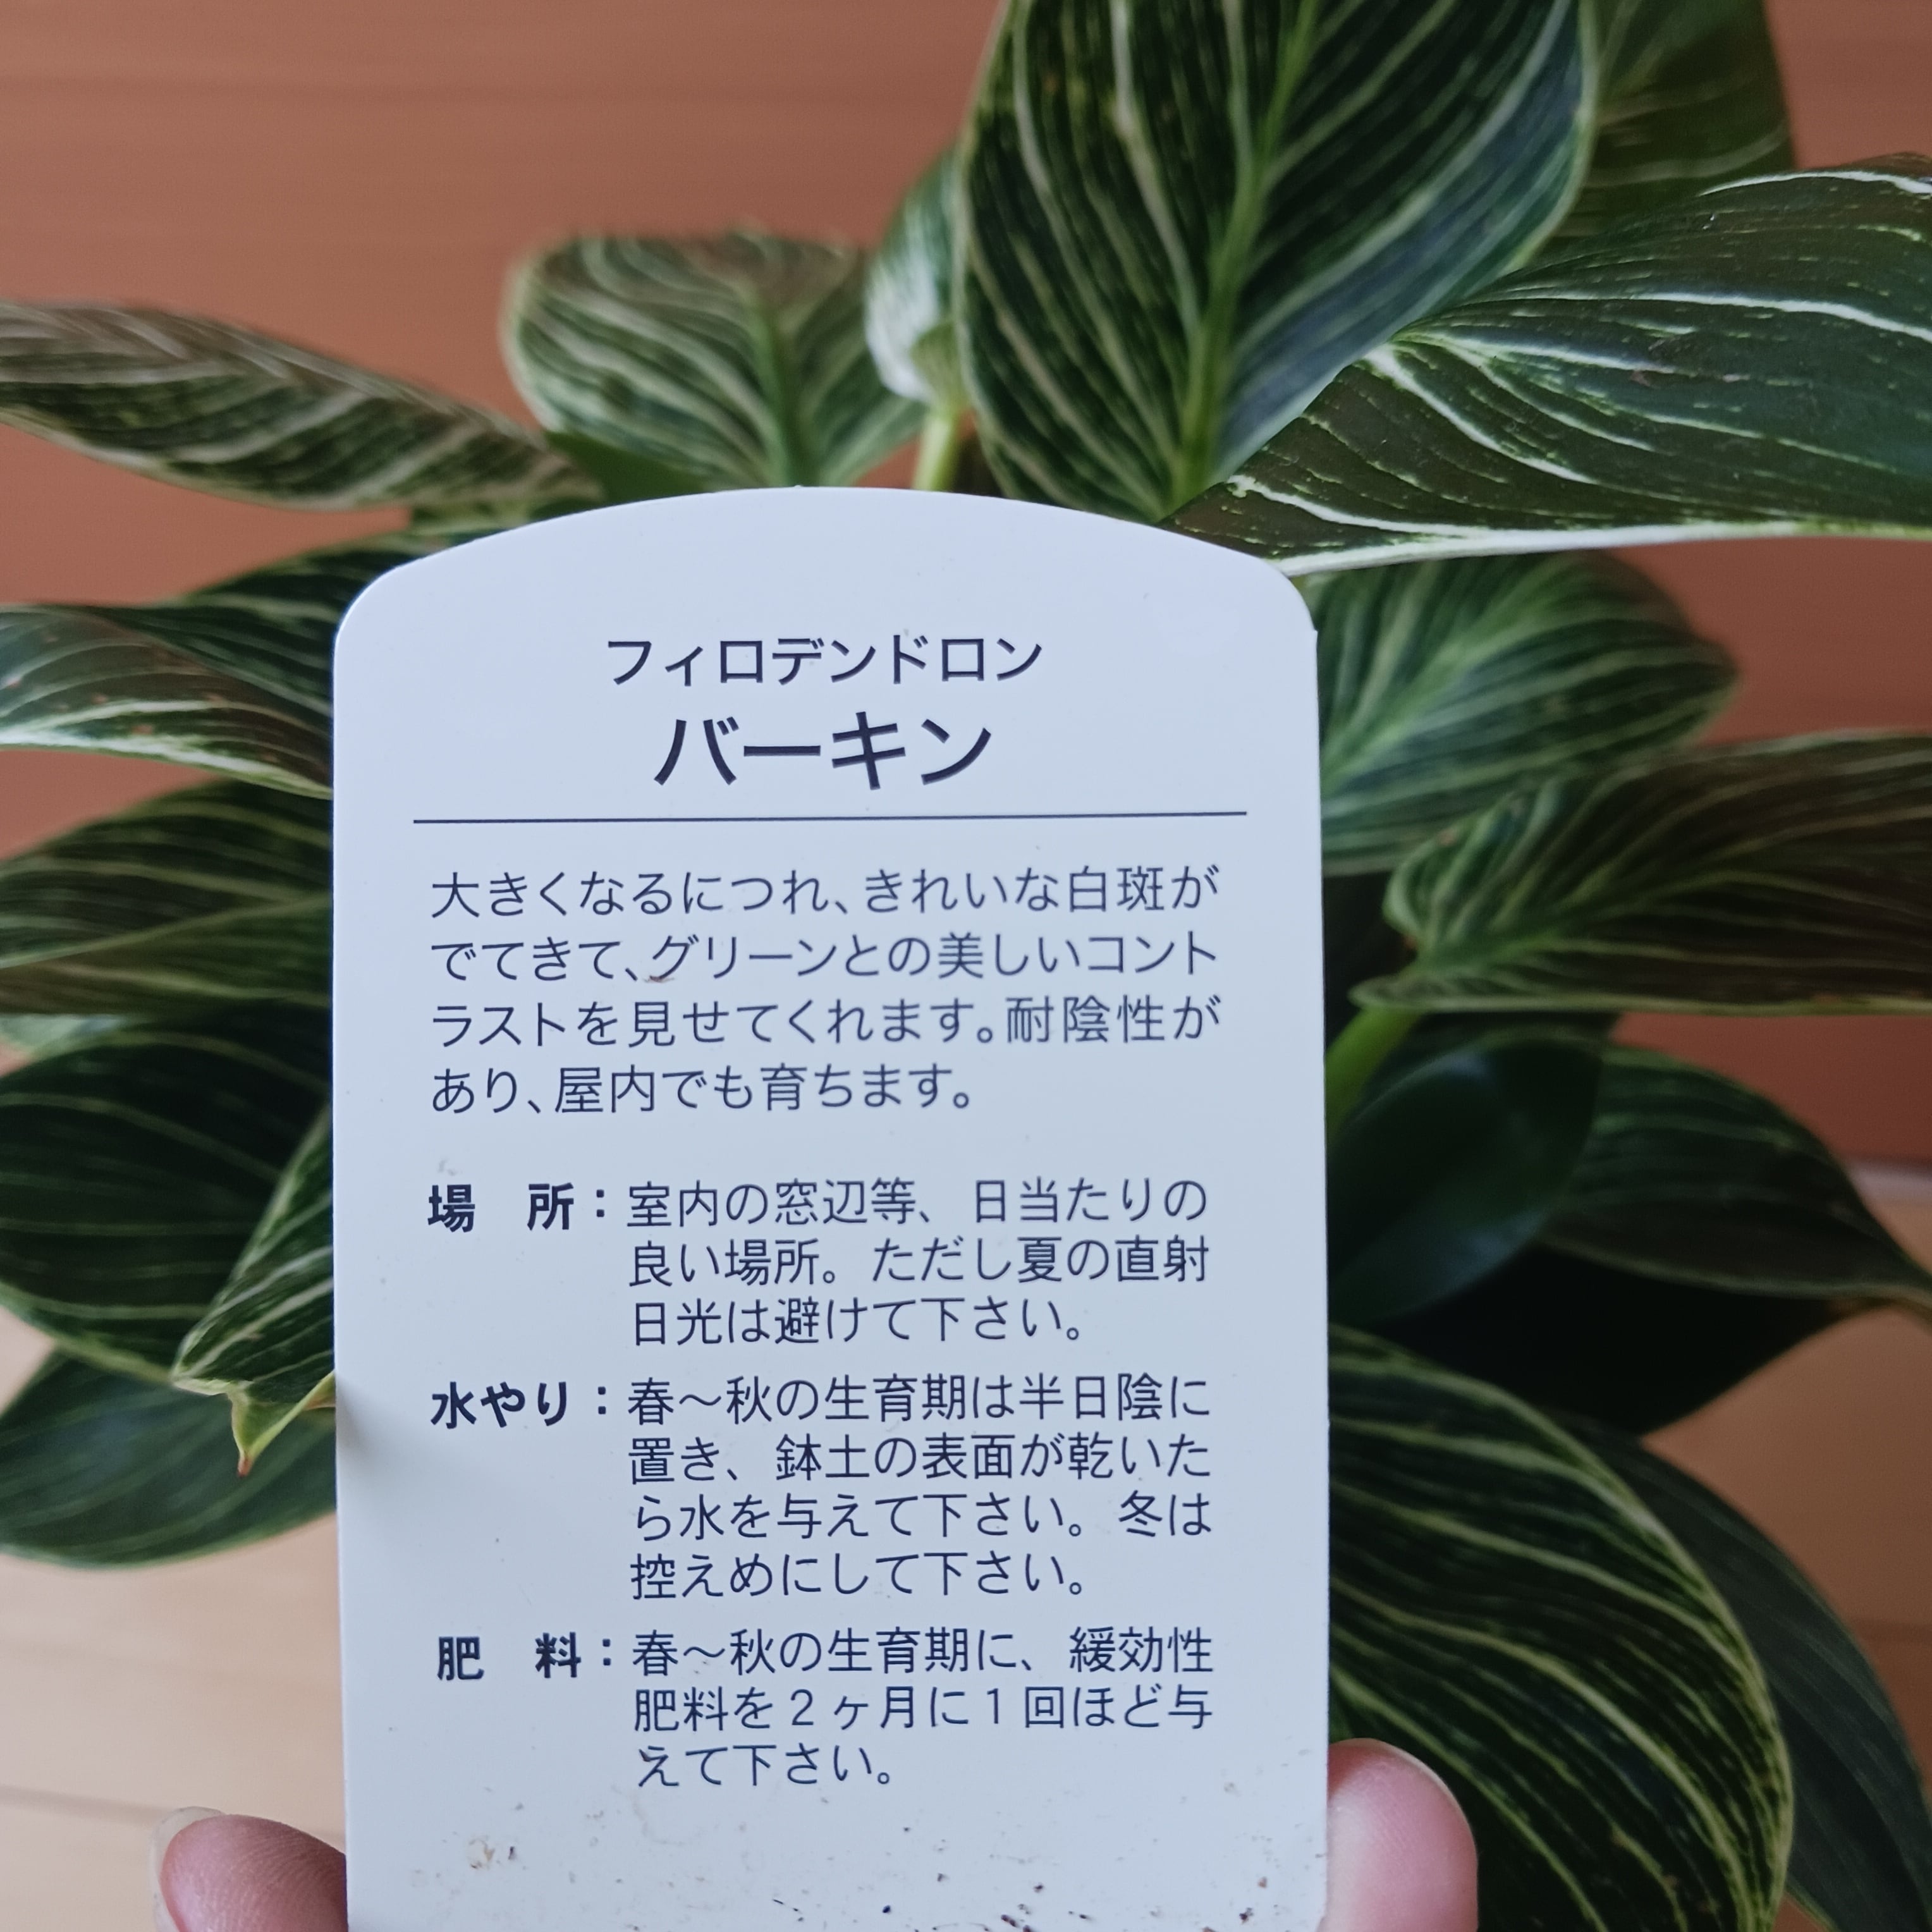 フィロデンドロン
バーキン
大きくなるにつれ、きれいな白斑が
でてきて、グリーンとの美しいコント
ラストを見せてくれます。耐陰性が
あり、屋内でも育ちます。
場　所：室内の窓辺等、日当たりの
良い場所。ただし夏の直射
日光は避けて下さい。
水やり：春～秋の生育期は半日陰に
置き、鉢土の表面が乾いた
ら水を与えて下さい。冬は
控えめにして下さい。
肥　料：春～秋の生育期に、緩効性
肥料を2ヶ月に1回ほど与
えて下さい。